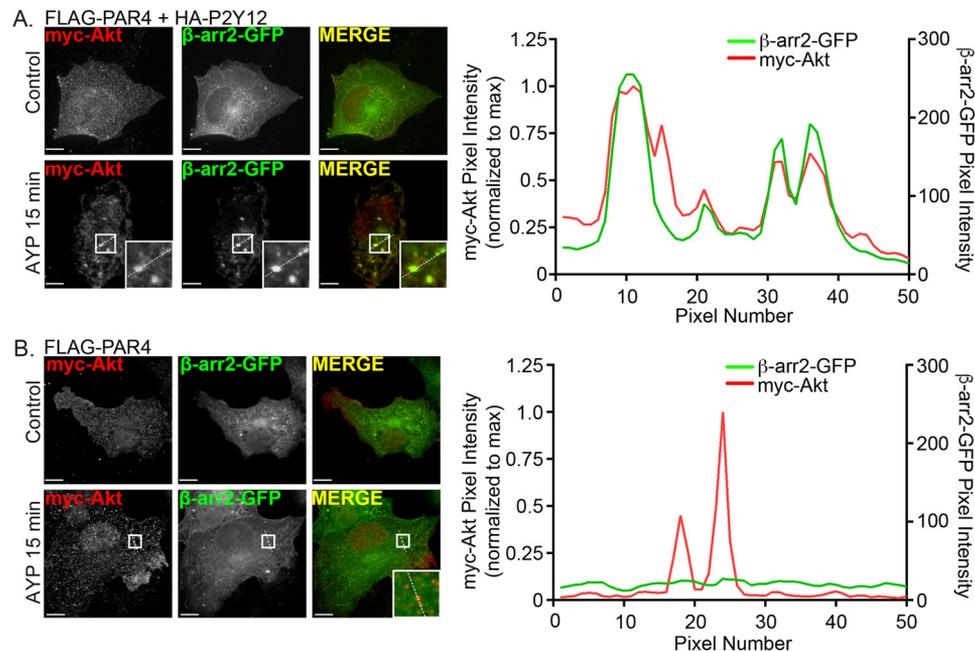 A. FLAG-PAR4 + HA-P2Y12
myc-Akt β-arr2-GFP MERGE
Control
myc-Akt β-arr2-GFP MERGE
AYP 15 min
β-arr2-GFP
myc-Akt
1.25
1.0
0.75
0.5
0.25
0
300
200
100
0
myc-Akt Pixel Intensity
(normalized to max)
β-arr2-GFP Pixel Intensity
0 10 20 30 40 50
Pixel Number
B. FLAG-PAR4
myc-Akt β-arr2-GFP MERGE
Control
myc-Akt β-arr2-GFP MERGE
AYP 15 min
β-arr2-GFP
myc-Akt
1.25
1.0
0.75
0.5
0.25
0
300
200
100
0
myc-Akt Pixel Intensity
(normalized to max)
β-arr2-GFP Pixel Intensity
0 10 20 30 40 50
Pixel Number